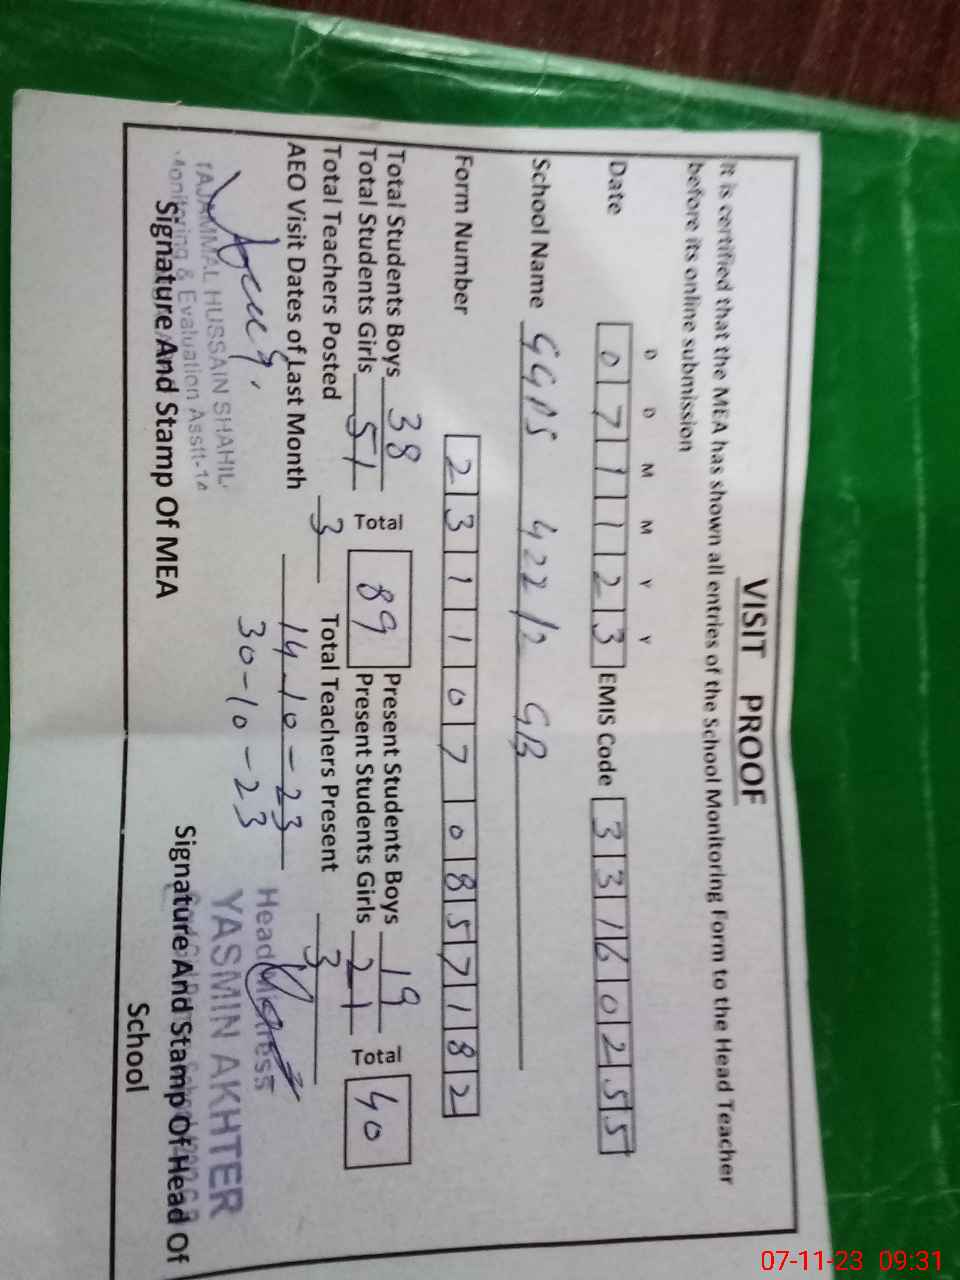 VISIT PROOF
It is certified that the MEA has shown all entries of the School Monitoring Form to the Head Teacher
before its online submission
D D M M Y Y
Date 0 7 1 1 2 3 EMIS Code 3 3 1 6 0 2 5 5
School Name GGPS 422/2 GB
Form Number 2 3 1 1 0 7 0 8 5 7 1 8 2
Total Students Boys 38 Total 89 Present Students Boys 19 Total 40
Total Students Girls 51 Present Students Girls 21
Total Teachers Posted 3 Total Teachers Present 3
AEO Visit Dates of Last Month 14-10-23
30-10-23
TAJAMMAL HUSSAIN SHAHIL
Monitoring & Evaluation Asstt-1
Signature And Stamp Of MEA
Head Mistress
YASMIN AKHTER
Signature And Stamp Of Head Of
School
07-11-23 09:31